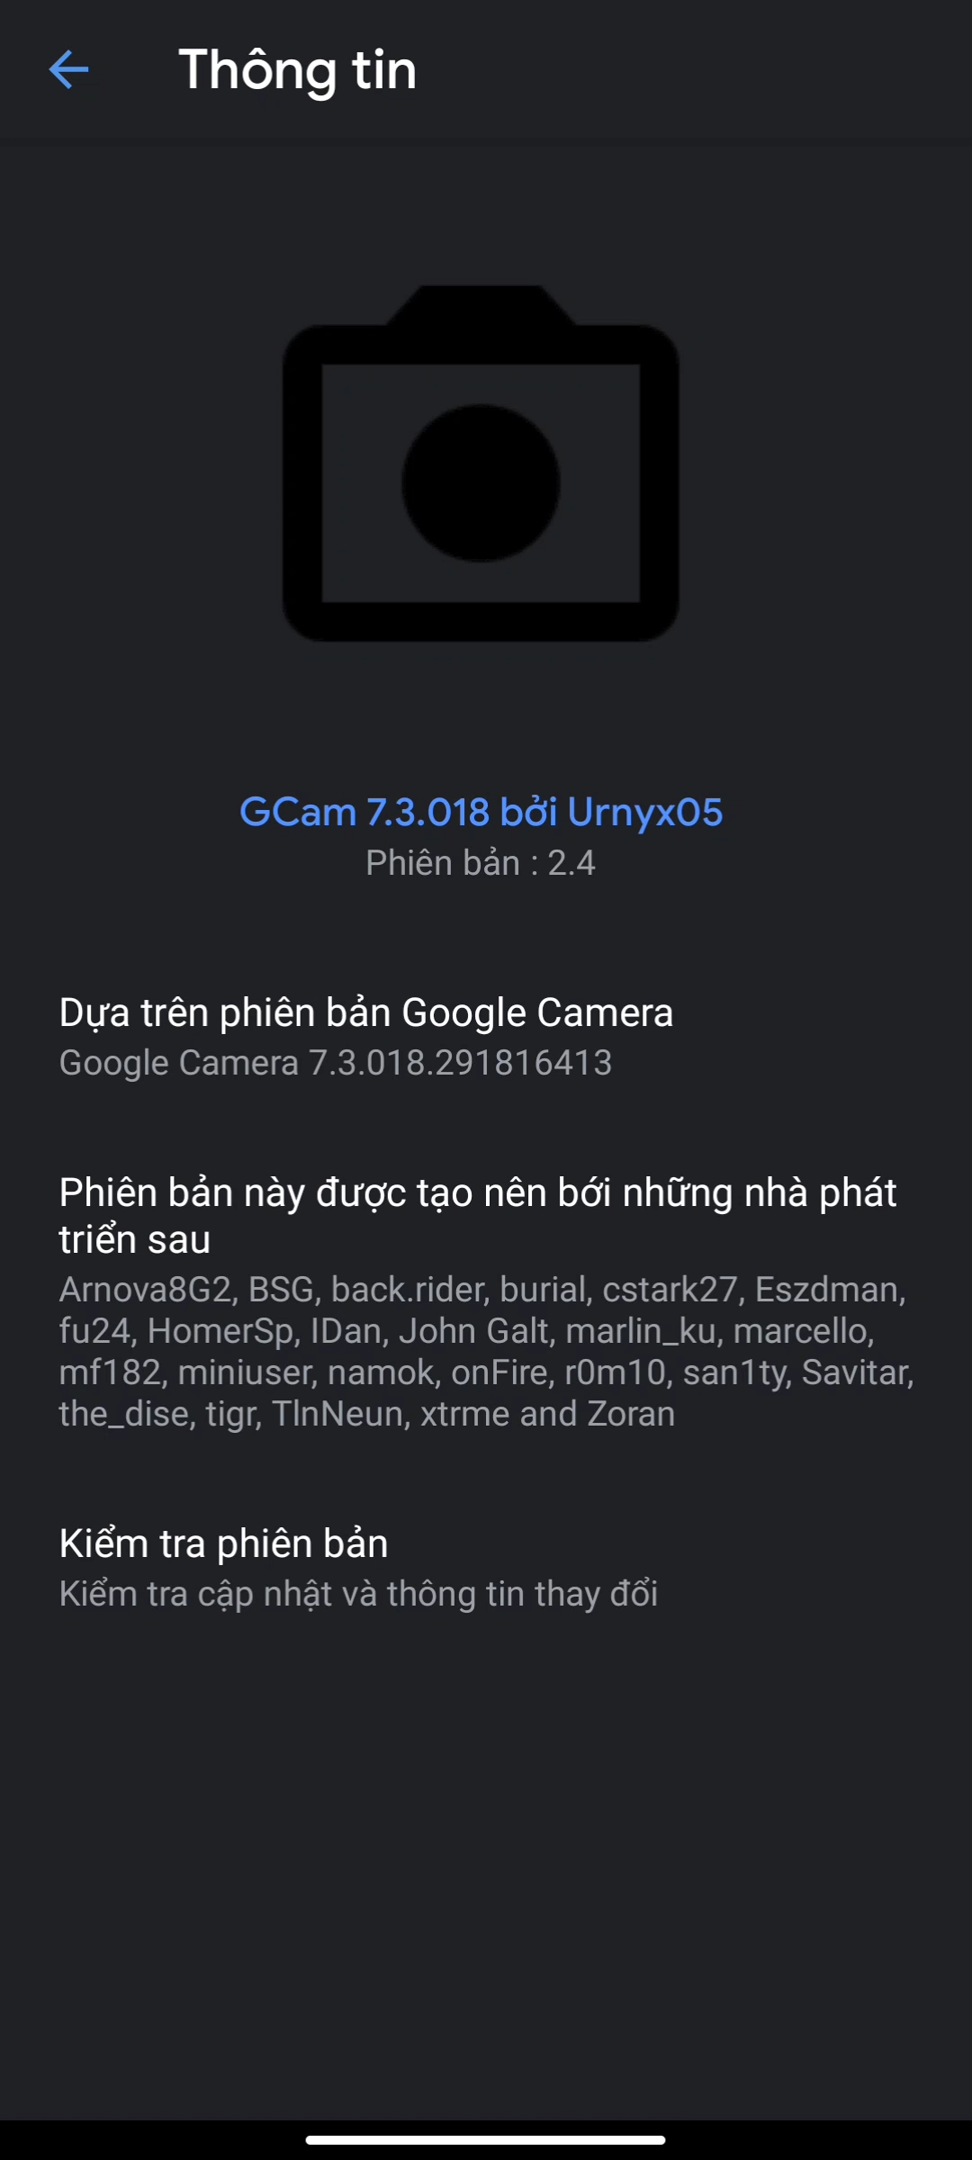 Thông tin
GCam 7.3.018 bởi Urnyx05
Phiên bản : 2.4
Dựa trên phiên bản Google Camera
Google Camera 7.3.018.291816413
Phiên bản này được tạo nên bới những nhà phát
triển sau
Arnova8G2, BSG, back.rider, burial, cstark27, Eszdman,
fu24, HomerSp, IDan, John Galt, marlin_ku, marcello,
mf182, miniuser, namok, onFire, r0m10, san1ty, Savitar,
the_dise, tigr, TlnNeun, xtrme and Zoran
Kiểm tra phiên bản
Kiểm tra cập nhật và thông tin thay đổi